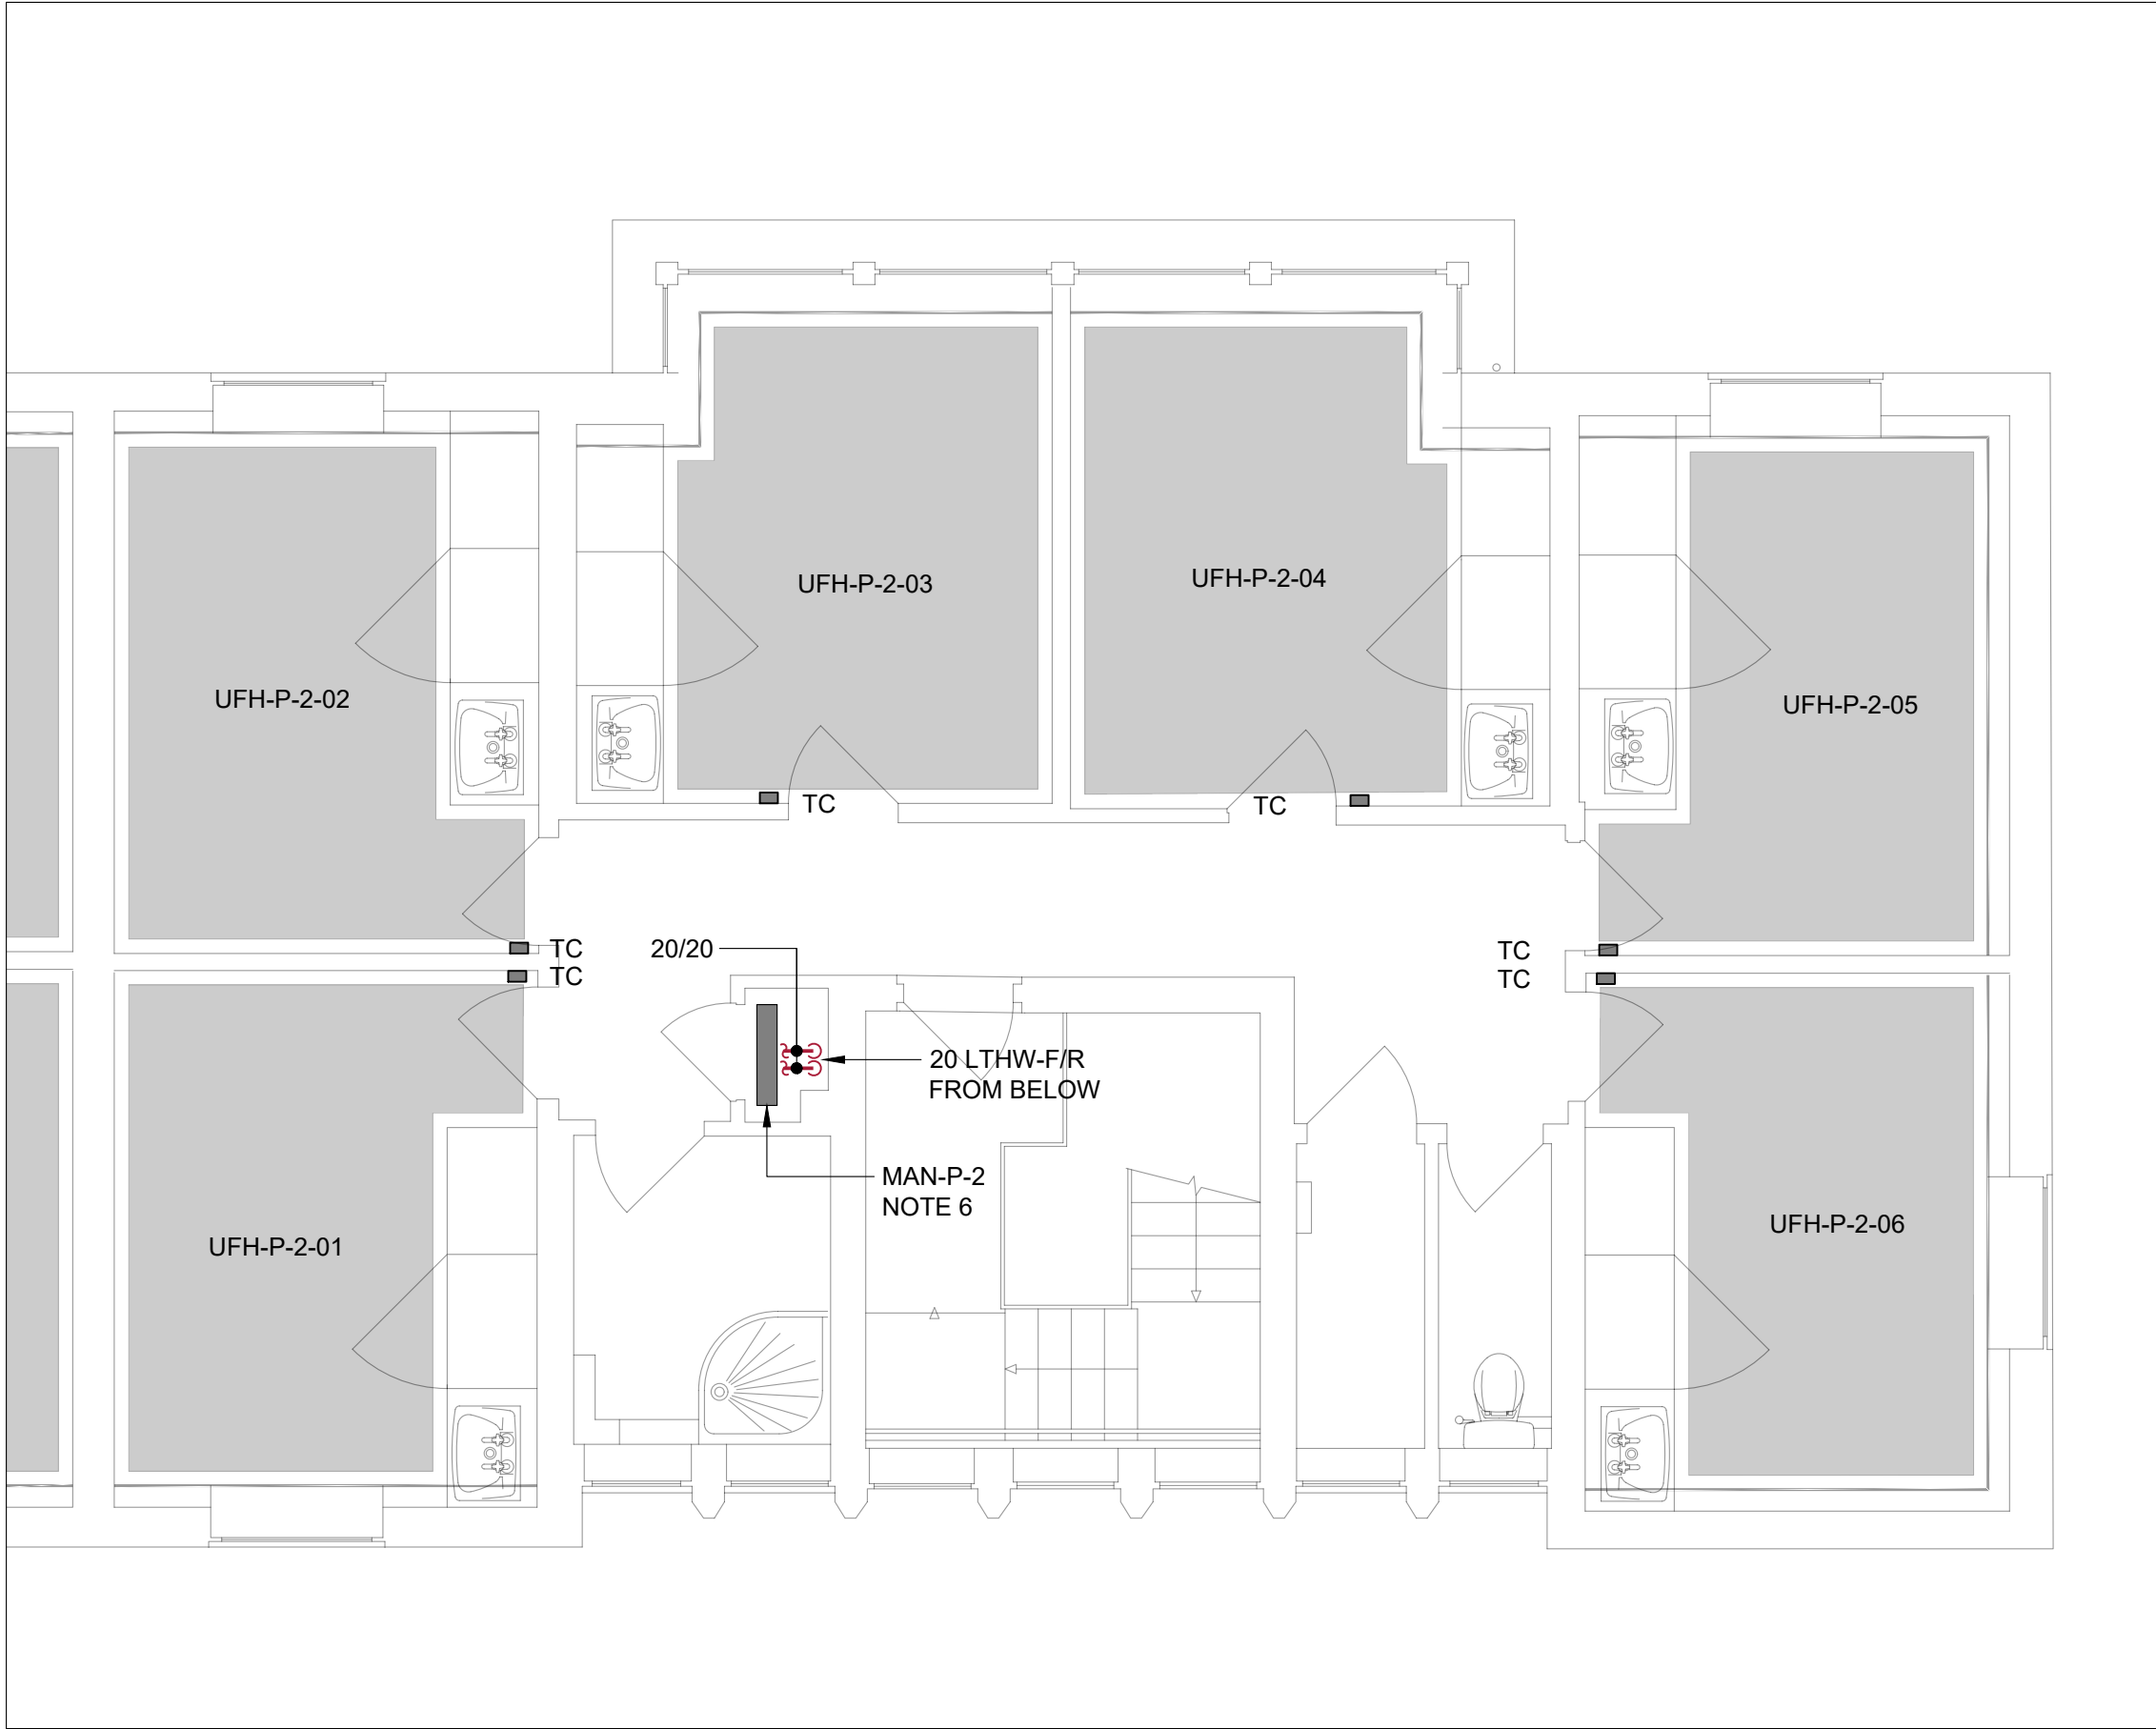 UFH-P-2-03
UFH-P-2-04
UFH-P-2-02
UFH-P-2-05
TC
TC
TC
TC
20/20
TC
TC
20 LTHW-F/R
FROM BELOW
MAN-P-2
NOTE 6
UFH-P-2-01
UFH-P-2-06